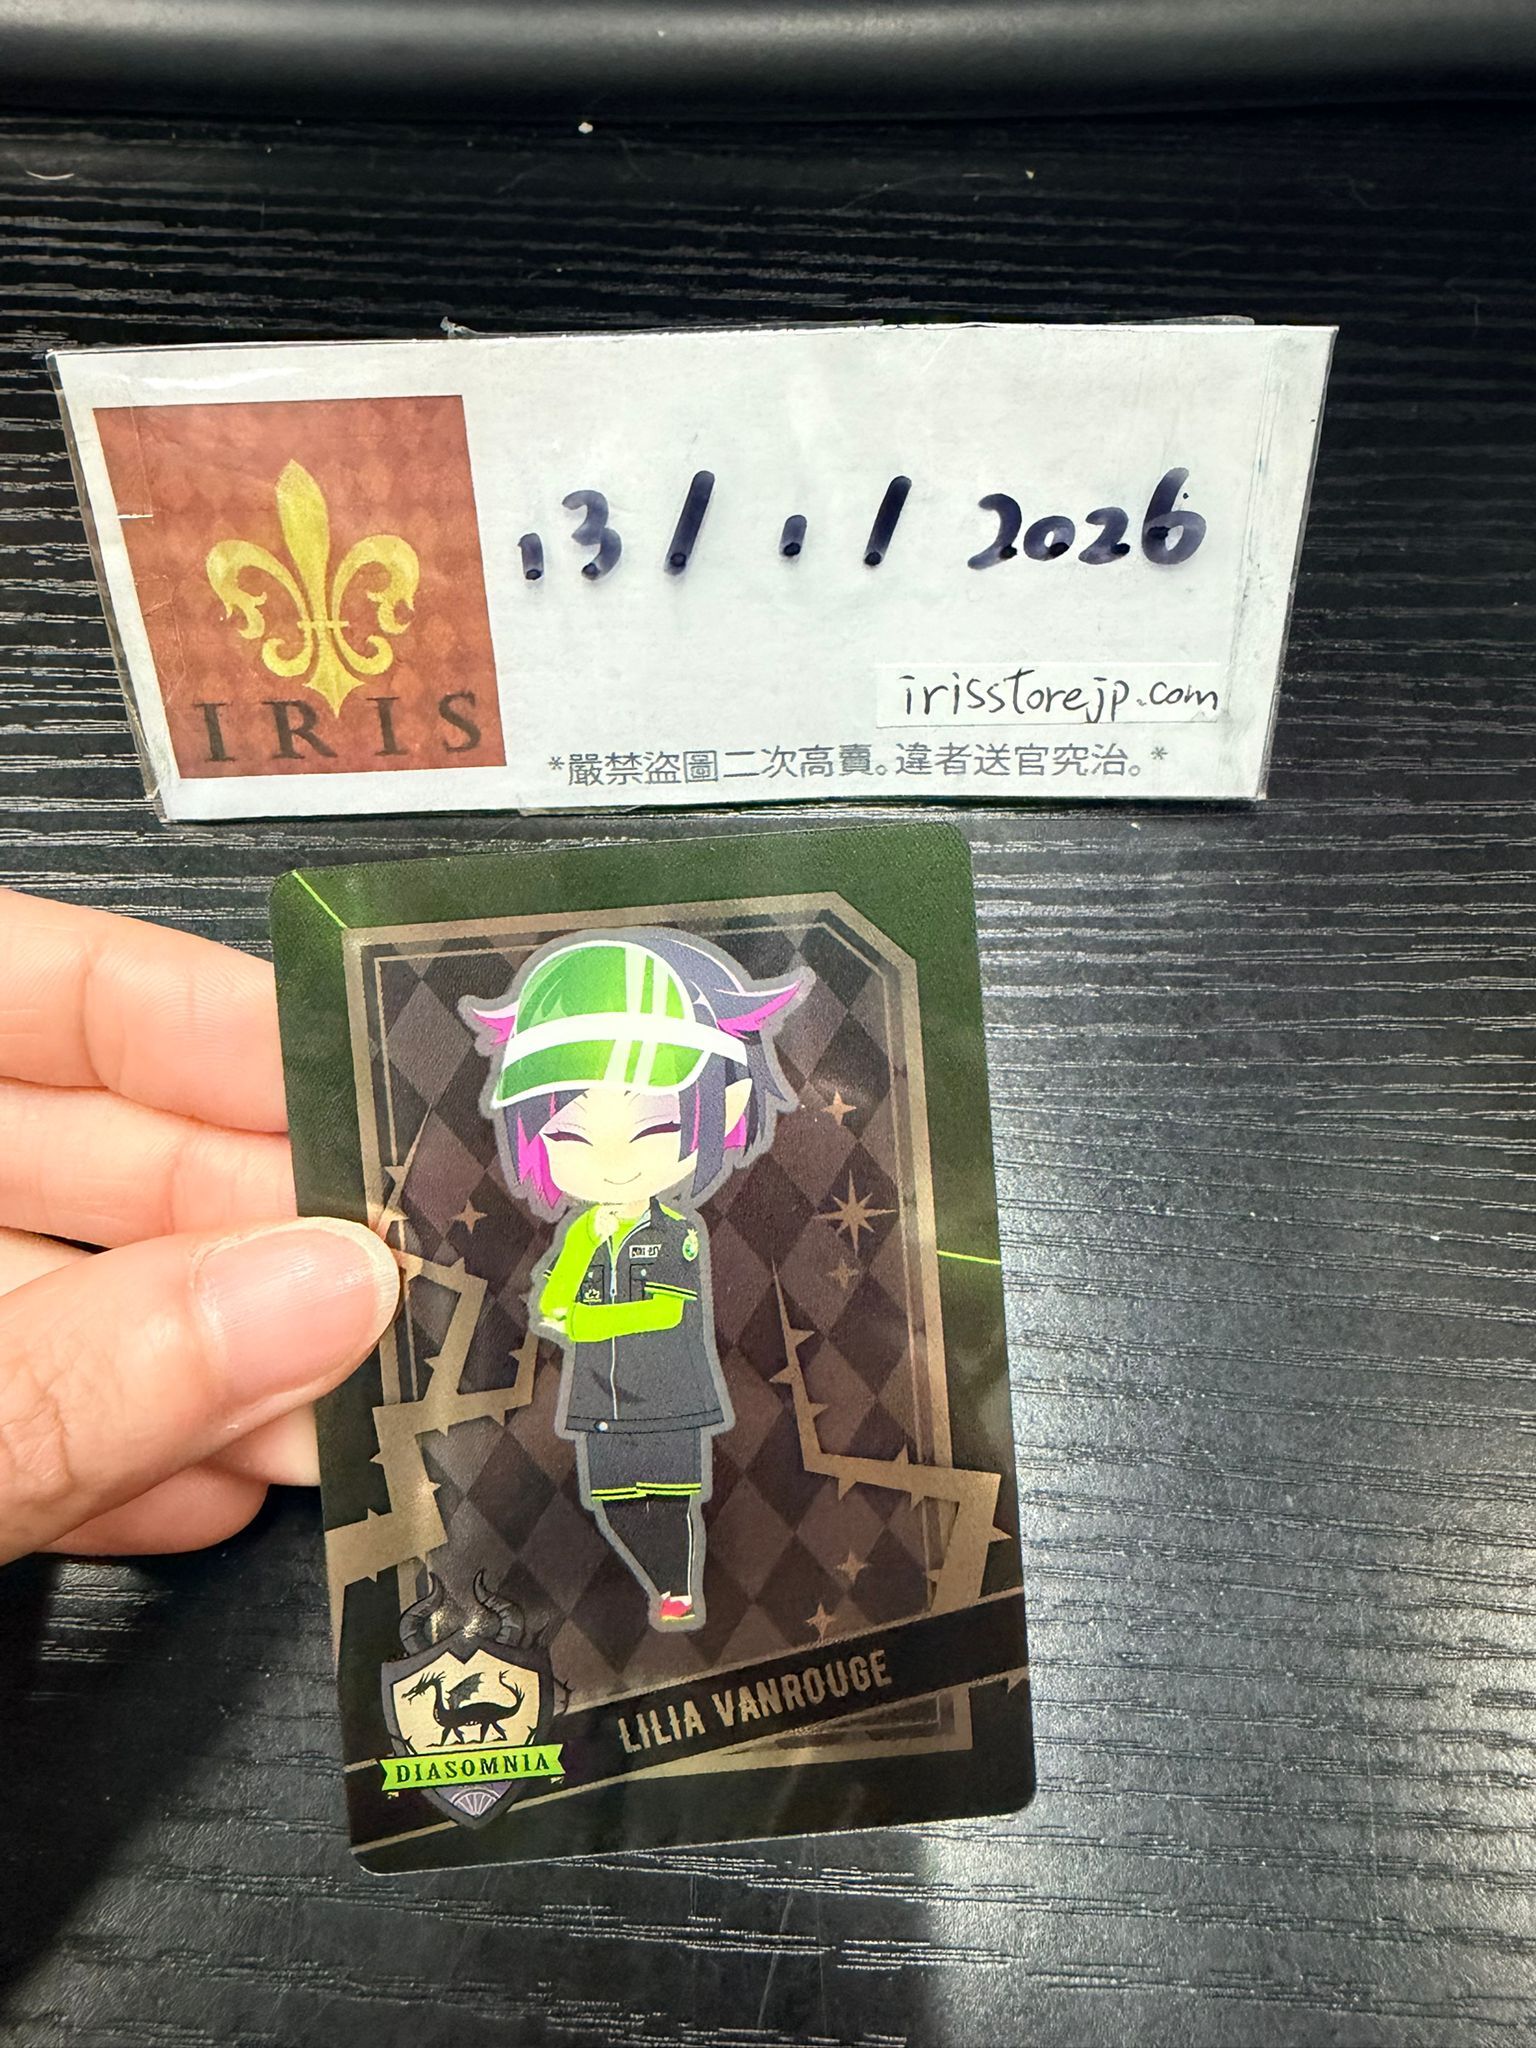 13/1/2026
IRIS
irisstorejp.com
*嚴禁盜圖二次高賣。違者送官究治。*
LILIA VANROUGE
DIASOMNIA